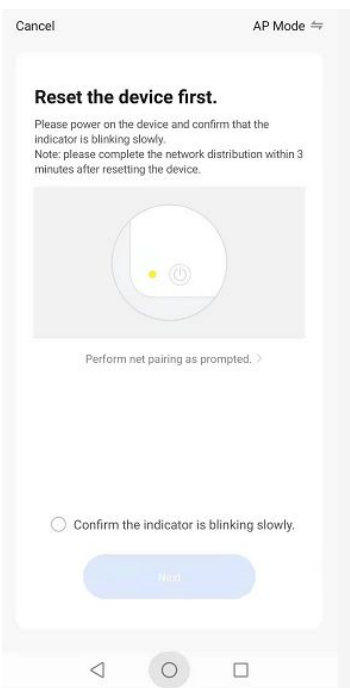 Cancel
AP Mode
Reset the device first.
Please power on the device and confirm that the
indicator is blinking slowly.
Note: please complete the network distribution within 3
minutes after resetting the device.
Perform net pairing as prompted.
Confirm the indicator is blinking slowly.
Next